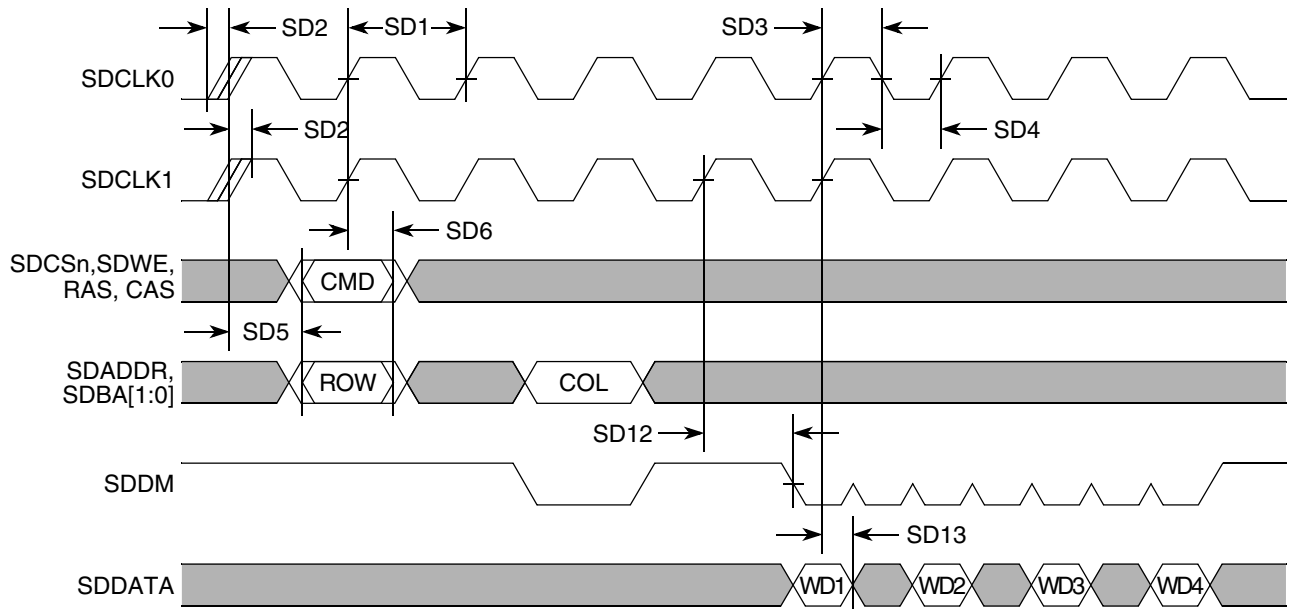 SD2
SD1
SD3
SDCLK0
SD2
SD4
SDCLK1
SD6
SDCSn,SDWE,
RAS, CAS
CMD
SD5
SDADDR,
SDBA[1:0]
ROW
COL
SD12
SDDM
SD13
SDDATA
WD1
WD2
WD3
WD4